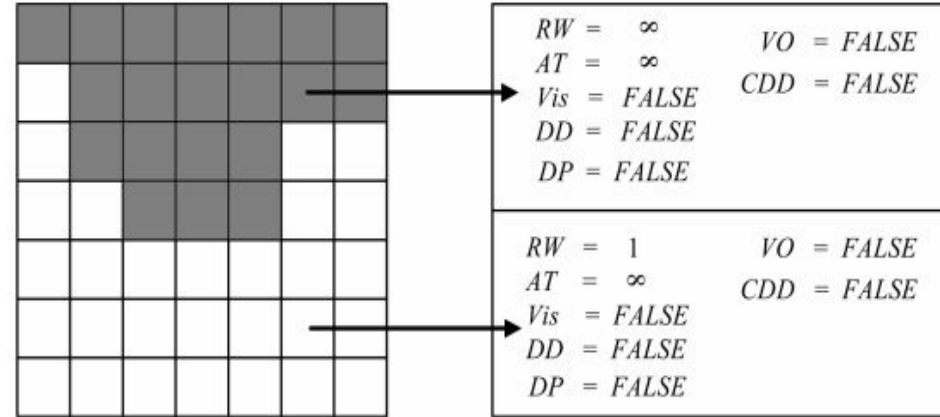 RW = ∞
AT = ∞
Vis = FALSE
DD = FALSE
DP = FALSE
VO = FALSE
CDD = FALSE
RW = 1
AT = ∞
Vis = FALSE
DD = FALSE
DP = FALSE
VO = FALSE
CDD = FALSE